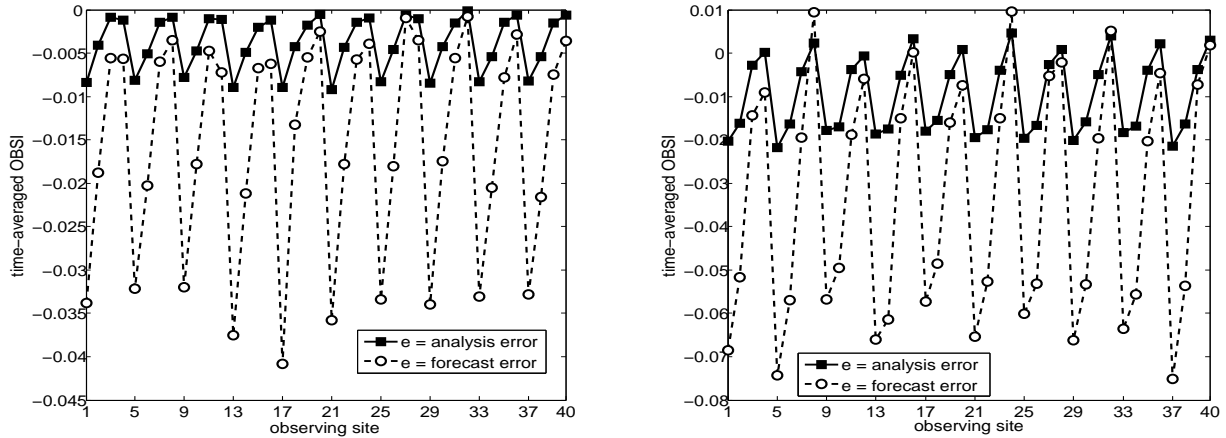 0
−0.005
−0.01
−0.015
−0.02
−0.025
−0.03
−0.035
−0.04
−0.045
time−averaged OBSI
e = analysis error
e = forecast error
1 5 9 13 17 21 25 29 33 37 40
observing site
0.01
0
−0.01
−0.02
−0.03
−0.04
−0.05
−0.06
−0.07
−0.08
time−averaged OBSI
e = analysis error
e = forecast error
1 5 9 13 17 21 25 29 33 37 40
observing site